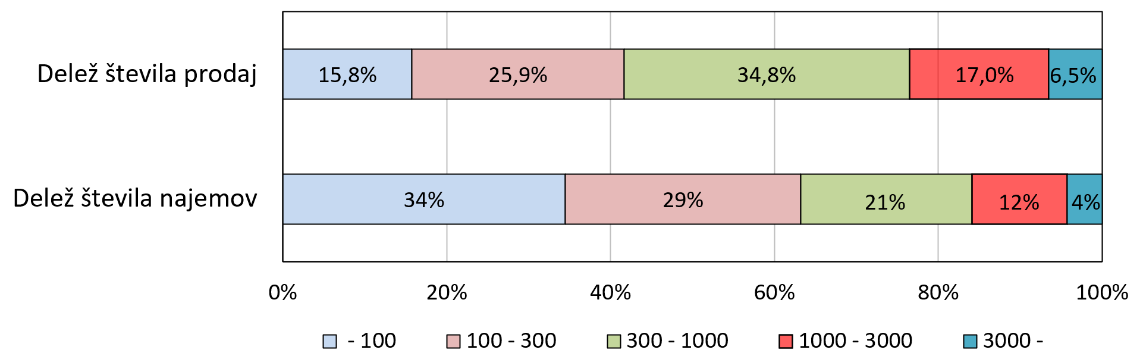 Delež števila prodaj
15,8% 25,9% 34,8% 17,0% 6,5%
Delež števila najemov
34% 29% 21% 12% 4%
0% 20% 40% 60% 80% 100%
- 100 100 - 300 300 - 1000 1000 - 3000 3000 -